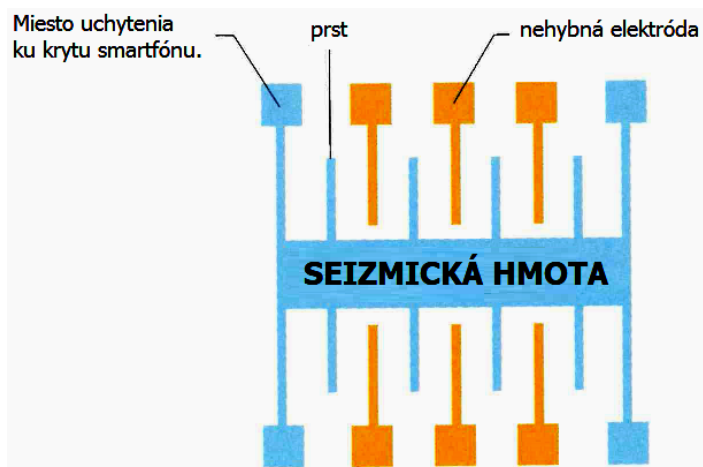 Miesto uchytenia
ku krytu smartfónu.
prst
nehybná elektróda
SEIZMICKÁ HMOTA